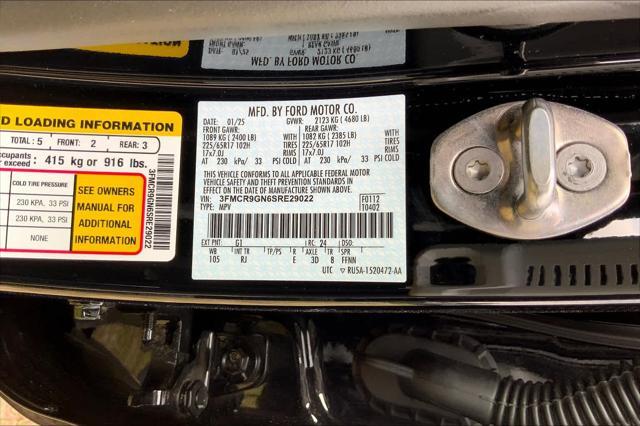 MFD. BY FORD MOTOR CO.
D LOADING INFORMATION
TOTAL: 5 FRONT: 2 REAR: 3
ccupants
r exceed: 415 kg or 916 lbs.
COLD TIRE PRESSURE
230 KPA, 33 PSI
230 KPA, 33 PSI
NONE
SEE OWNERS
MANUAL FOR
ADDITIONAL
INFORMATION
3FMCR9GN6SRE29022
MFD. BY FORD MOTOR CO.
DATE: 01/25 GVWR: 2123 KG ( 4680 LB)
FRONT GAWR: REAR GAWR:
1089 KG ( 2400 LB) WITH 1082 KG ( 2385 LB) WITH
225/65R17 102H TIRES 225/65R17 102H TIRES
17x7.0J RIMS 17x7.0J RIMS
AT 230 kPa/ 33 PSI COLD AT 230 kPa/ 33 PSI COLD
THIS VEHICLE CONFORMS TO ALL APPLICABLE FEDERAL MOTOR
VEHICLE SAFETY AND THEFT PREVENTION STANDARDS IN
EFFECT ON THE DATE OF MANUFACTURE SHOWN ABOVE.
VIN: 3FMCR9GN6SRE29022 F0112
TYPE: MPV T0402
EXT PNT: G1 RC: 24 DSO:
WB INT TR TP/PS R AXLE TR SPR
105 RJ E 3D 8 FFNN
UTC RU5A-1520472-AA